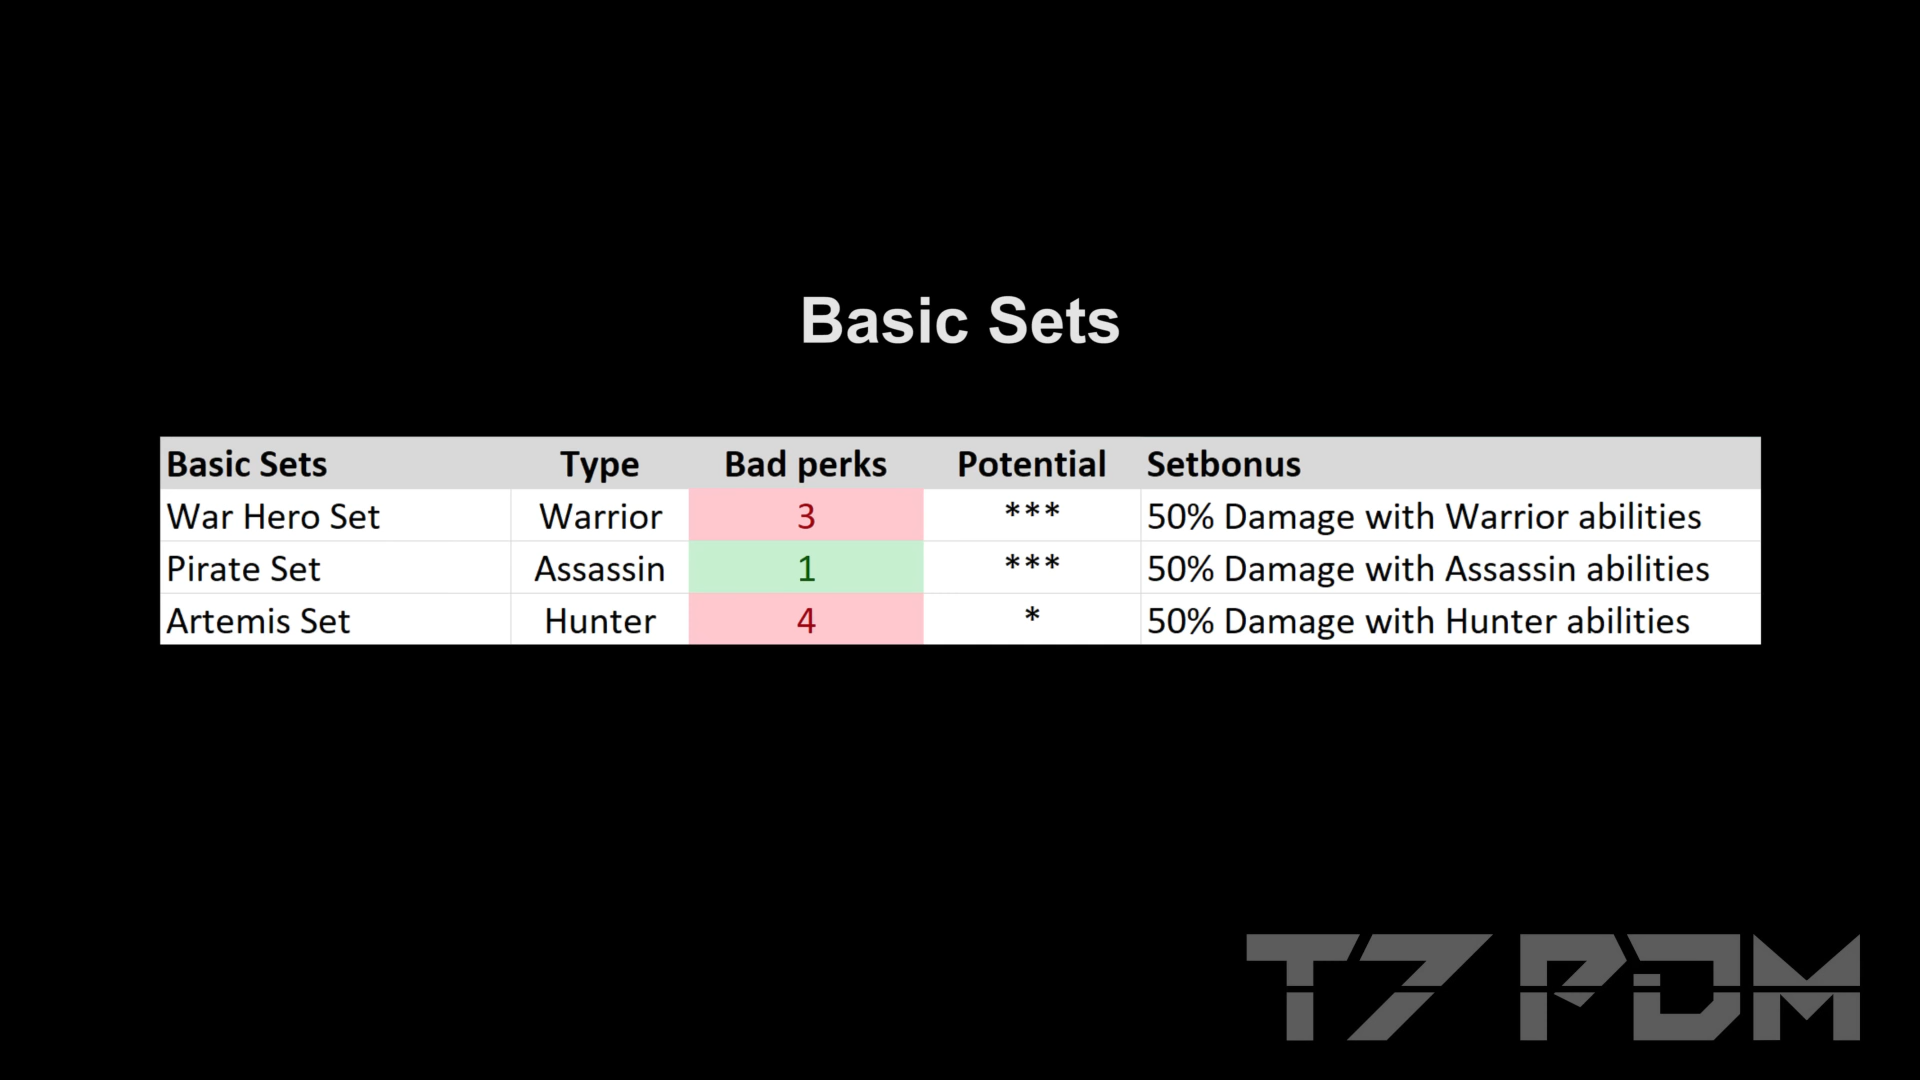 Basic Sets
Basic Sets Type Bad perks Potential Setbonus
War Hero Set Warrior 3 *** 50% Damage with Warrior abilities
Pirate Set Assassin 1 *** 50% Damage with Assassin abilities
Artemis Set Hunter 4 * 50% Damage with Hunter abilities
T7 PDM